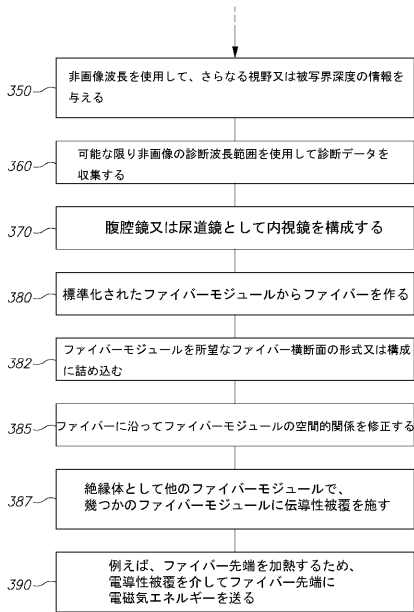 350
非画像波長を使用して、さらなる視野又は被写界深度の情報を
与える
360
可能な限り非画像の診断波長範囲を使用して診断データを
収集する
370
腹腔鏡又は尿道鏡として内視鏡を構成する
380
標準化されたファイバーモジュールからファイバーを作る
382
ファイバーモジュールを所望なファイバー横断面の形式又は構成
に詰め込む
385
ファイバーに沿ってファイバーモジュールの空間的関係を修正する
387
絶縁体として他のファイバーモジュールで、
幾つかのファイバーモジュールに伝導性被覆を施す
390
例えば、ファイバー先端を加熱するため、
電導性被覆を介してファイバー先端に
電磁気エネルギーを送る